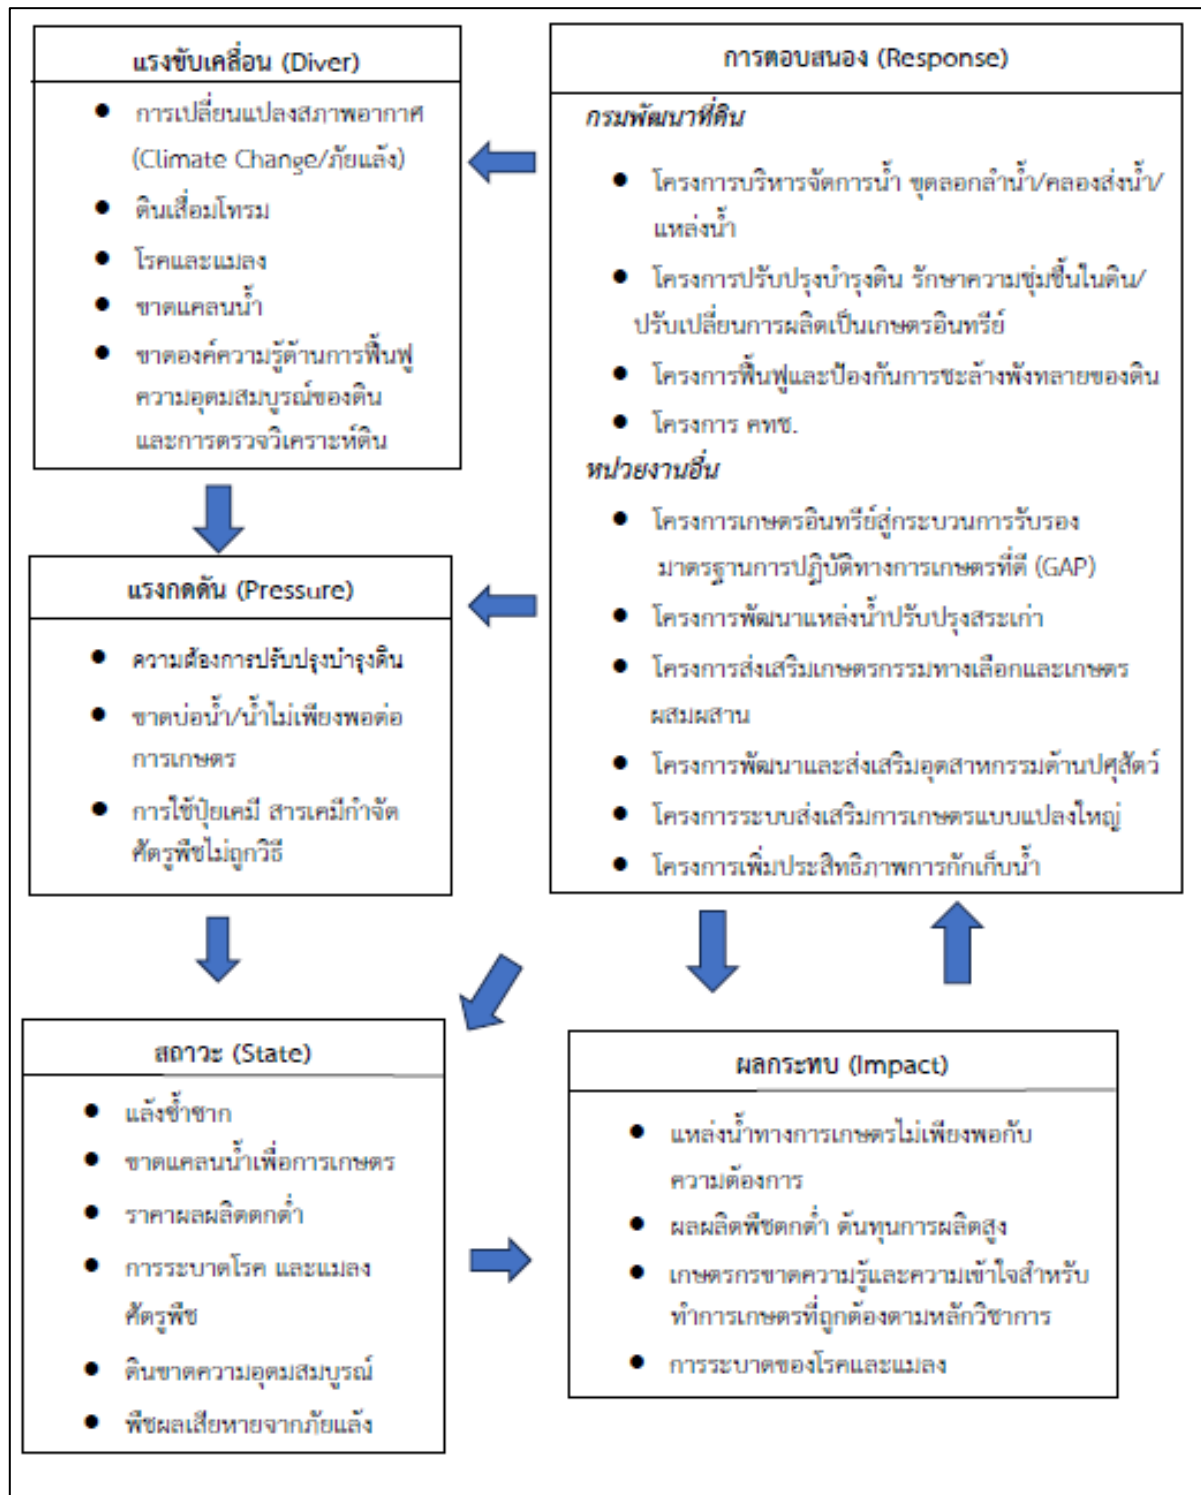 แรงขับเคลื่อน (Diver)
● การเปลี่ยนแปลงสภาพอากาศ
(Climate Change/ภัยแล้ง)
● ดินเสื่อมโทรม
● โรคและแมลง
● ขาดแคลนน้ำ
● ขาดองค์ความรู้ด้านการฟื้นฟู
ความอุดมสมบูรณ์ของดิน
และการตรวจวิเคราะห์ดิน
แรงกดดัน (Pressure)
● ความต้องการปรับปรุงบำรุงดิน
● ขาดบ่อน้ำ/น้ำไม่เพียงพอต่อ
การเกษตร
● การใช้ปุ๋ยเคมี สารเคมีกำจัด
ศัตรูพืชไม่ถูกวิธี
สถาวะ (State)
● แล้งซ้ำซาก
● ขาดแคลนน้ำเพื่อการเกษตร
● ราคาผลผลิตตกต่ำ
● การระบาดโรค และแมลง
ศัตรูพืช
● ดินขาดความอุดมสมบูรณ์
● พืชผลเสียหายจากภัยแล้ง
การตอบสนอง (Response)
กรมพัฒนาที่ดิน
● โครงการบริหารจัดการน้ำ ขุดลอกลำน้ำ/คลองส่งน้ำ/
แหล่งน้ำ
● โครงการปรับปรุงบำรุงดิน รักษาความชุ่มชื้นในดิน/
ปรับเปลี่ยนการผลิตเป็นเกษตรอินทรีย์
● โครงการฟื้นฟูและป้องกันการชะล้างพังทลายของดิน
● โครงการ คทช.
หน่วยงานอื่น
● โครงการเกษตรอินทรีย์สู่กระบวนการรับรอง
มาตรฐานการปฏิบัติทางการเกษตรที่ดี (GAP)
● โครงการพัฒนาแหล่งน้ำปรับปรุงสระเก่า
● โครงการส่งเสริมเกษตรกรรมทางเลือกและเกษตร
ผสมผสาน
● โครงการพัฒนาและส่งเสริมอุตสาหกรรมด้านปศุสัตว์
● โครงการระบบส่งเสริมการเกษตรแบบแปลงใหญ่
● โครงการเพิ่มประสิทธิภาพการกักเก็บน้ำ
ผลกระทบ (Impact)
● แหล่งน้ำทางการเกษตรไม่เพียงพอกับ
ความต้องการ
● ผลผลิตพืชตกต่ำ ต้นทุนการผลิตสูง
● เกษตรกรขาดความรู้และความเข้าใจสำหรับ
ทำการเกษตรที่ถูกต้องตามหลักวิชาการ
● การระบาดของโรคและแมลง